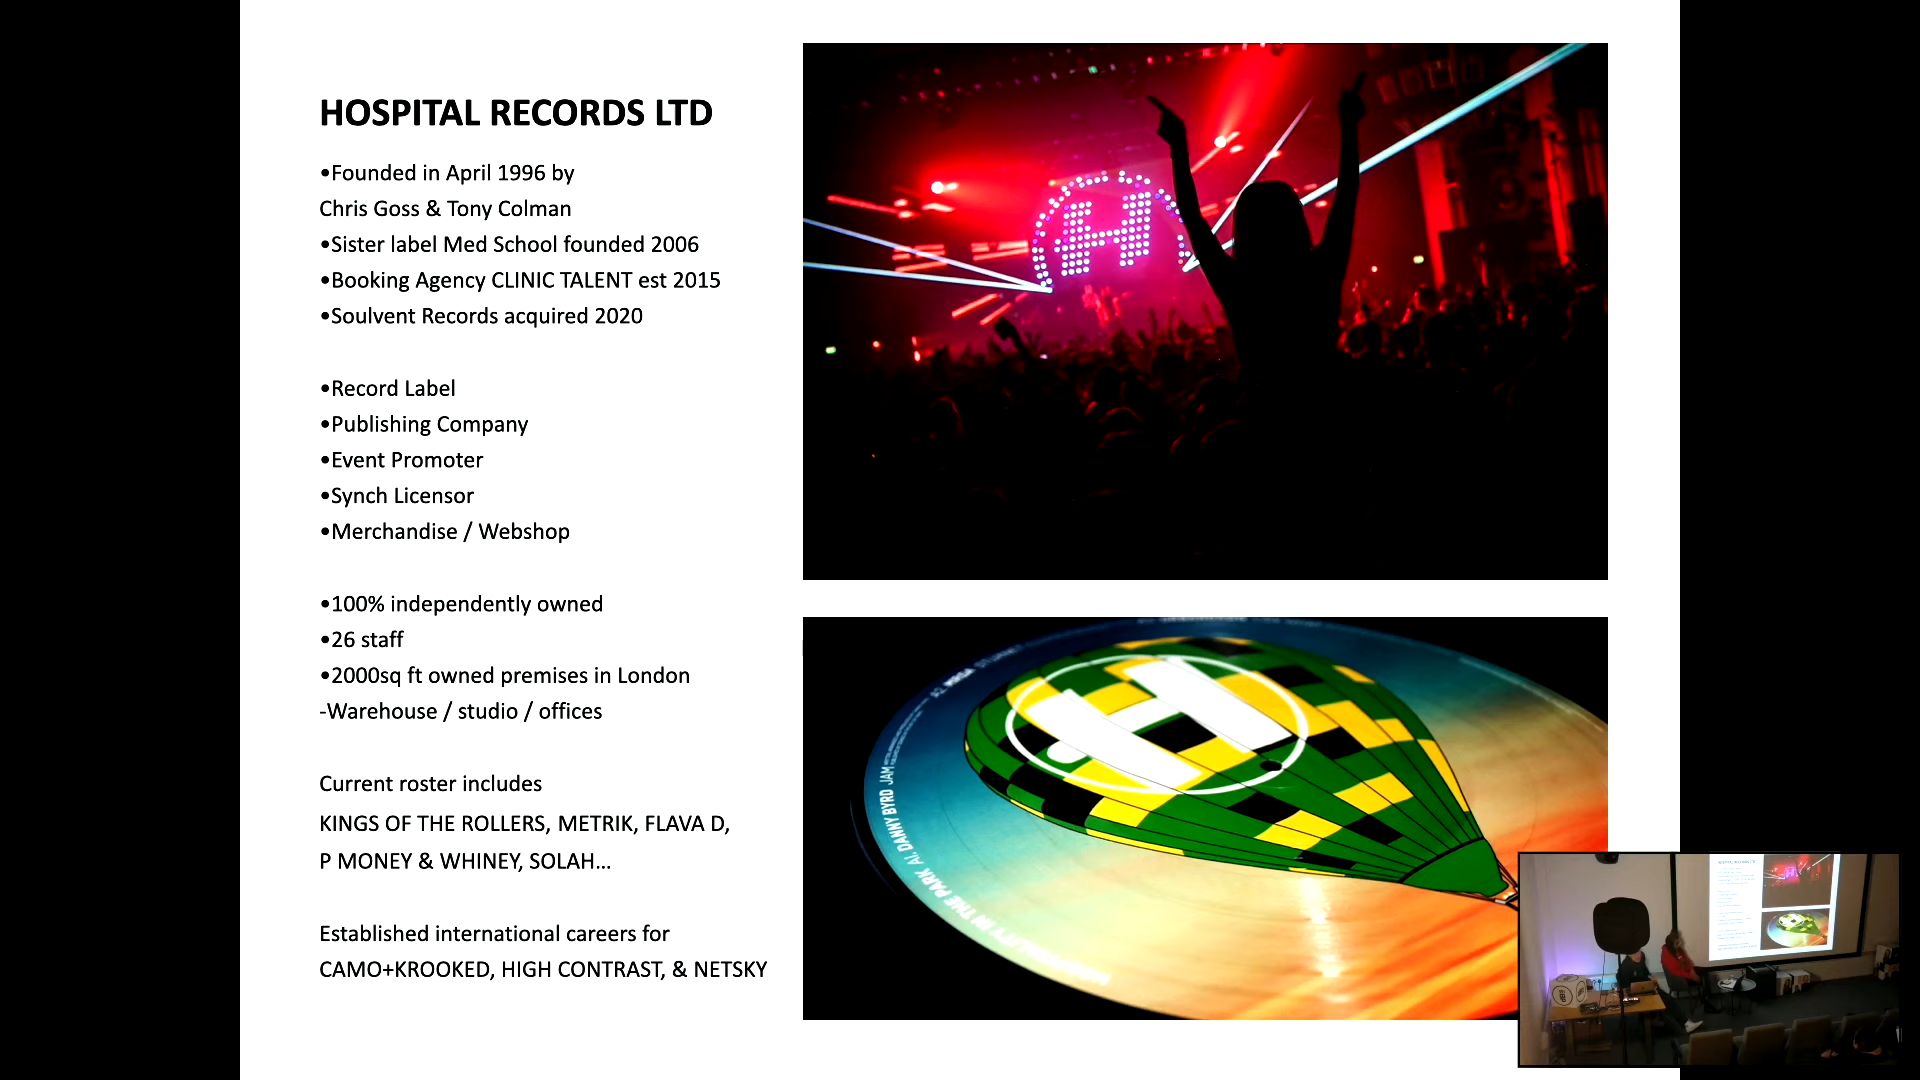 HOSPITAL RECORDS LTD
•Founded in April 1996 by
Chris Goss & Tony Colman
•Sister label Med School founded 2006
•Booking Agency CLINIC TALENT est 2015
•Soulvent Records acquired 2020
•Record Label
•Publishing Company
•Event Promoter
•Synch Licensor
•Merchandise / Webshop
•100% independently owned
•26 staff
•2000sq ft owned premises in London
-Warehouse / studio / offices
Current roster includes
KINGS OF THE ROLLERS, METRIK, FLAVA D,
P MONEY & WHINEY, SOLAH...
Established international careers for
CAMO+KROOKED, HIGH CONTRAST, & NETSKY
H
A1. DANNY BYRD JAM
IN THE PARK
A2.